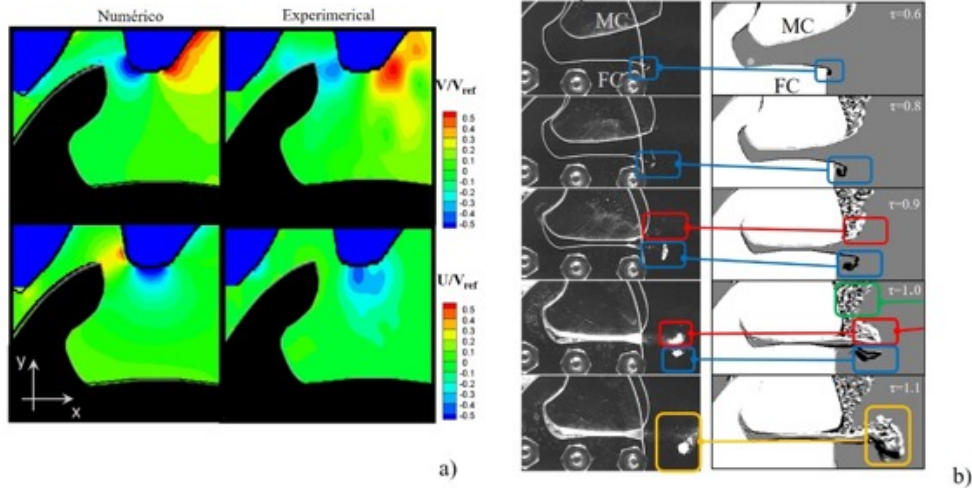 Numérico
Experimerical
V/Vref
0.5
0.4
0.3
0.2
0.1
0
-0.1
-0.2
-0.3
-0.4
-0.5
U/Vref
0.5
0.4
0.3
0.2
0.1
0
-0.1
-0.2
-0.3
-0.4
-0.5
y
x
a)
MC
FC
MC
FC
τ=0.6
τ=0.8
τ=0.9
τ=1.0
τ=1.1
b)